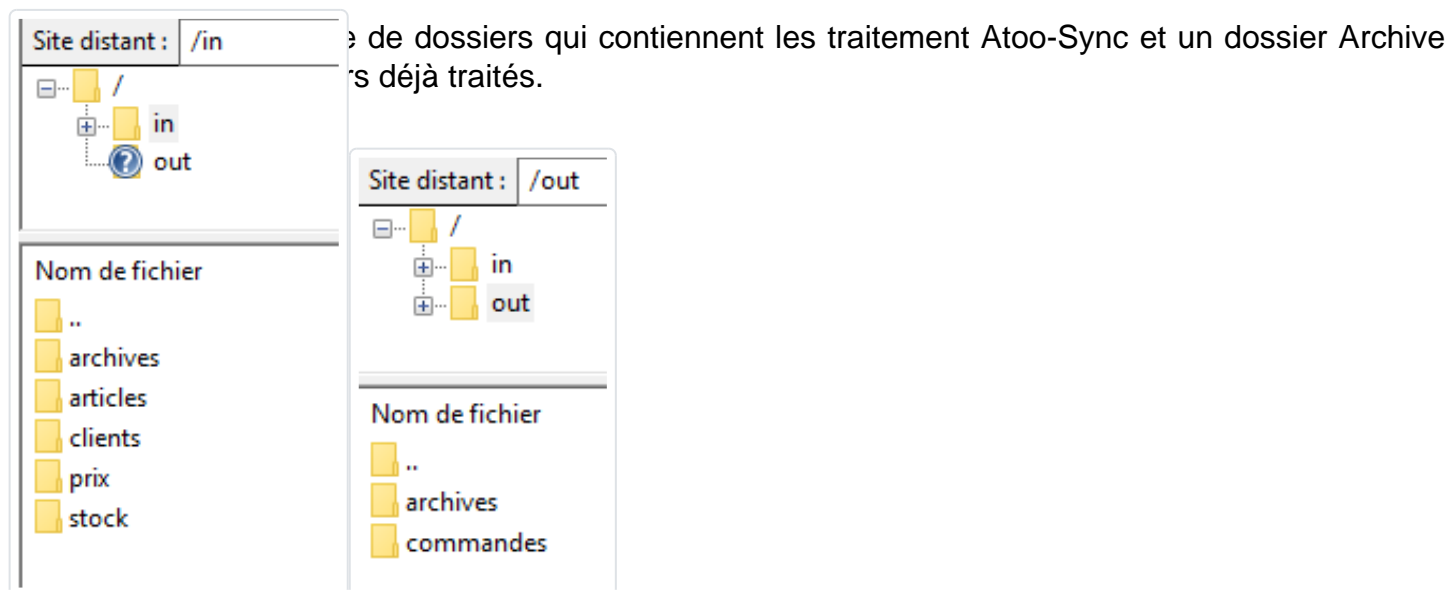 e de dossiers qui contiennent les traitement Atoo-Sync et un dossier Archive
rs déjà traités.
Site distant : /in
/
in
out
Nom de fichier
..
archives
articles
clients
prix
stock
Site distant : /out
/
in
out
Nom de fichier
..
archives
commandes